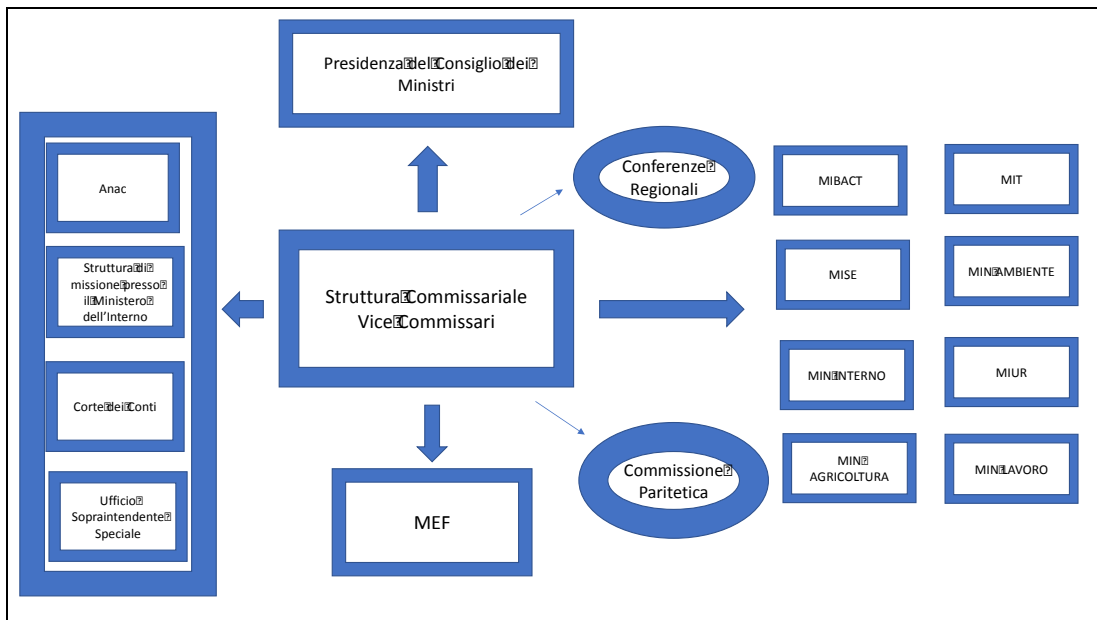 Presidenza del Consiglio dei
Ministri
Anac
Struttura di
missione presso
il Ministero
dell'Interno
Corte dei Conti
Ufficio
Sopraintendente
Speciale
Conferenze
Regionali
Struttura Commissariale
Vice Commissari
Commissione
Paritetica
MEF
MIBACT
MIT
MISE
MIN AMBIENTE
MIN INTERNO
MIUR
MIN
AGRICOLTURA
MIN LAVORO